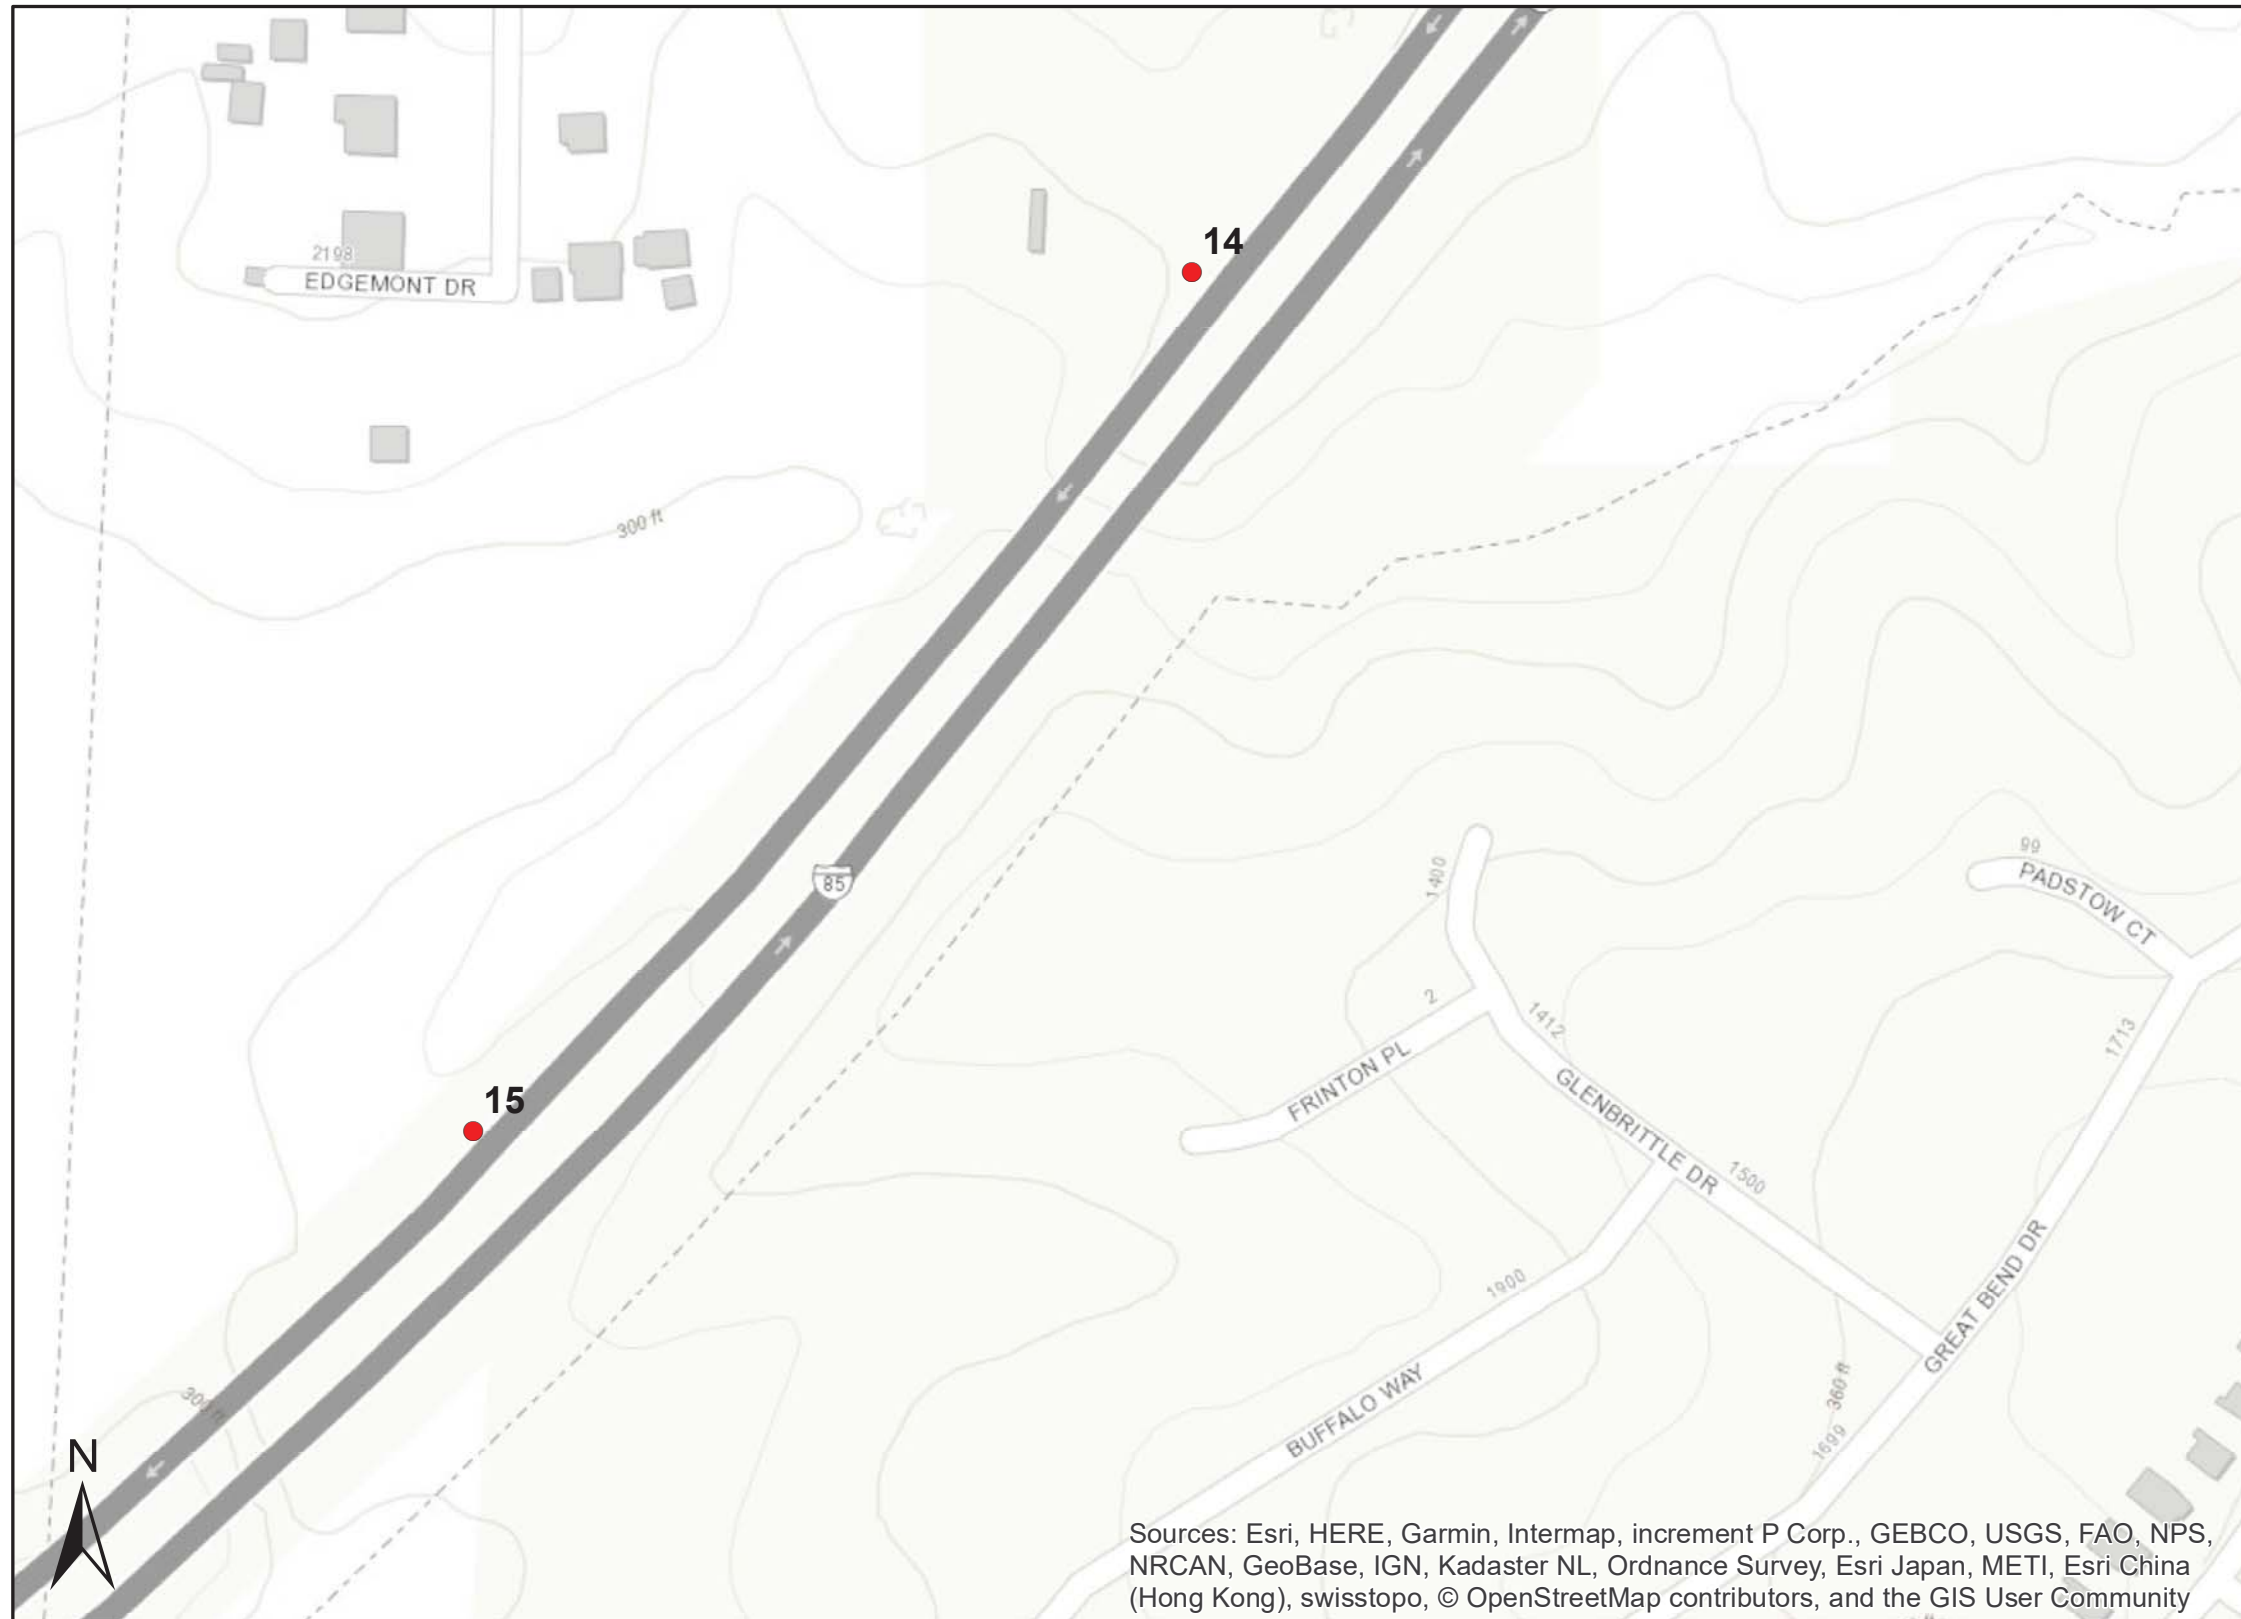 14
2198
EDGEMONT DR
300 ft
85
99
PADSTOW CT
1400
2
1412
1713
FRINTON PL
GLENBRITTLE DR
15
1500
1900
GREAT BEND DR
BUFFALO WAY
360 ft
1699
300 ft
N
Sources: Esri, HERE, Garmin, Intermap, increment P Corp., GEBCO, USGS, FAO, NPS,
NRCAN, GeoBase, IGN, Kadaster NL, Ordnance Survey, Esri Japan, METI, Esri China
(Hong Kong), swisstopo, © OpenStreetMap contributors, and the GIS User Community